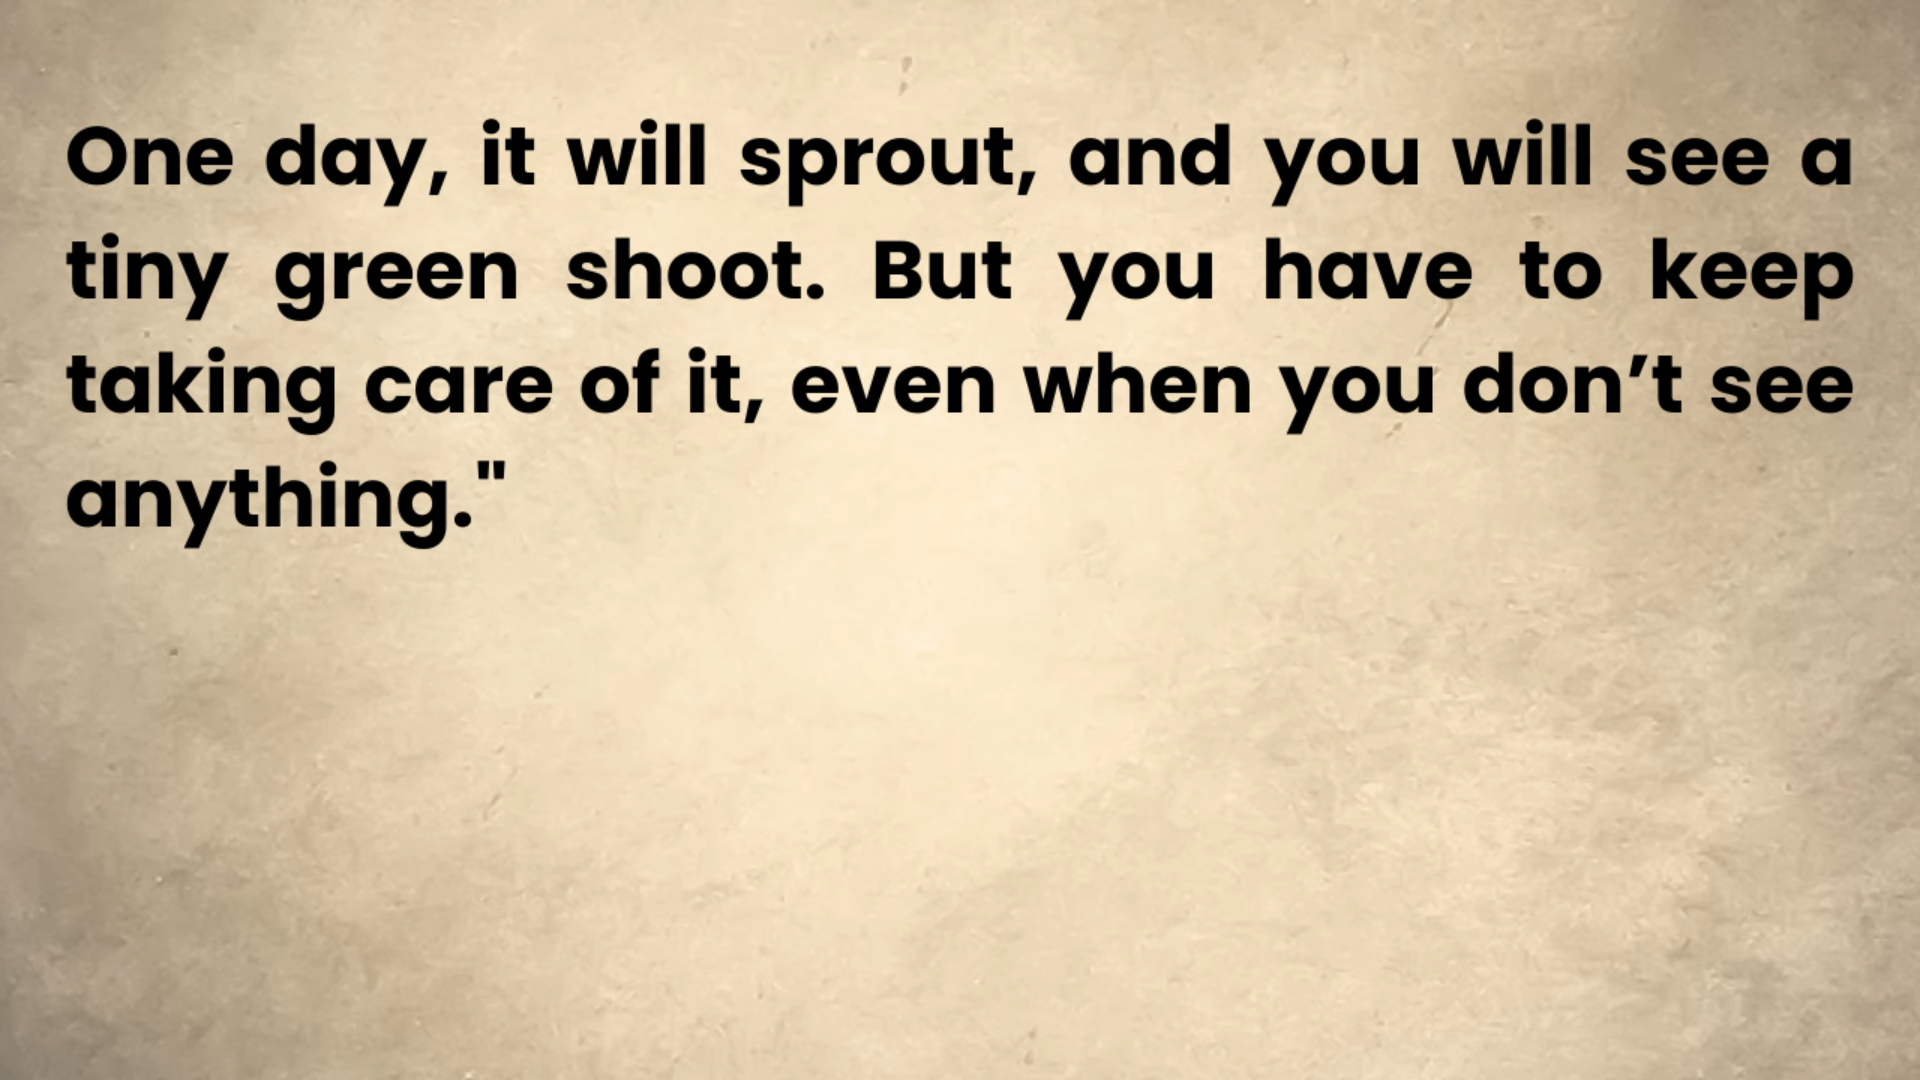 One day, it will sprout, and you will see a
tiny green shoot. But you have to keep
taking care of it, even when you don’t see
anything."